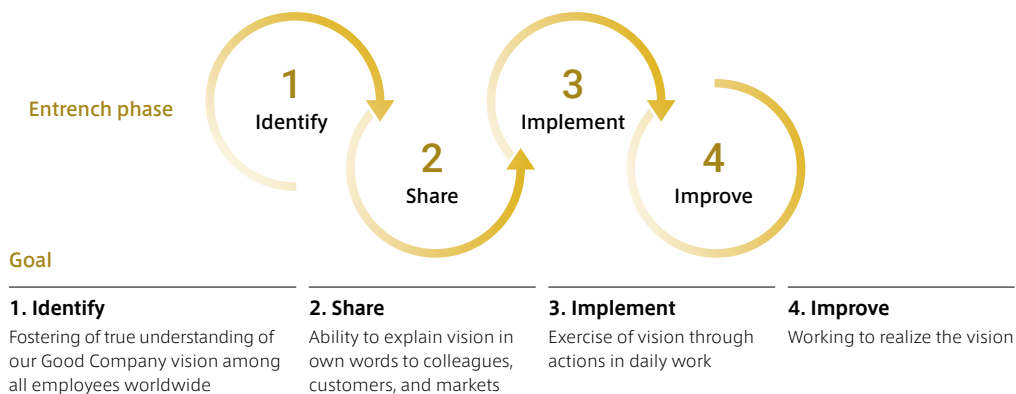 Entrench phase
1
Identify
2
Share
3
Implement
4
Improve
Goal
1. Identify
Fostering of true understanding of
our Good Company vision among
all employees worldwide
2. Share
Ability to explain vision in
own words to colleagues,
customers, and markets
3. Implement
Exercise of vision through
actions in daily work
4. Improve
Working to realize the vision